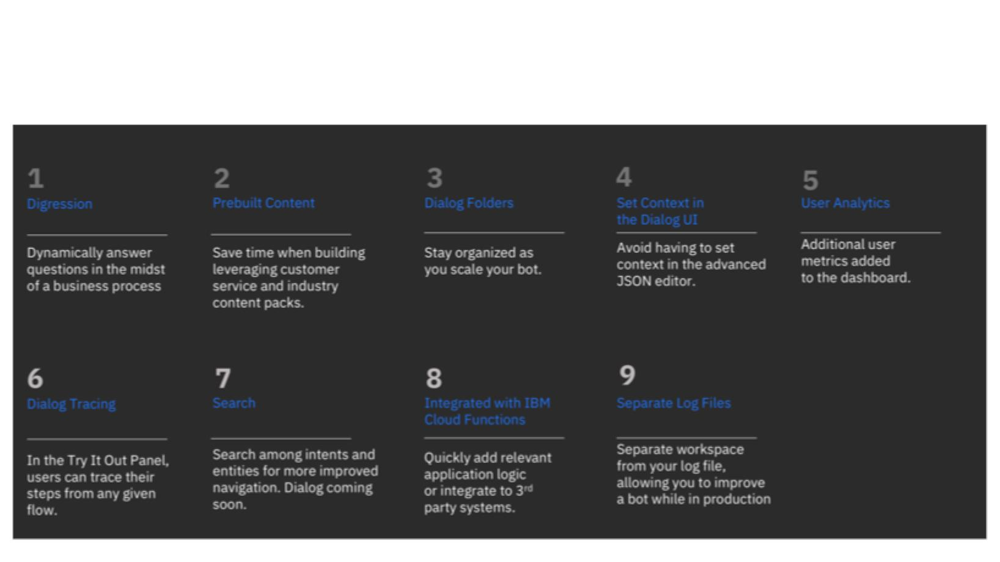 1
Digression
Dynamically answer
questions in the midst
of a business process
2
Prebuilt Content
Save time when building
leveraging customer
service and industry
content packs.
3
Dialog Folders
Stay organized as
you scale your bot.
4
Set Context in
the Dialog UI
Avoid having to set
context in the advanced
JSON editor.
5
User Analytics
Additional user
metrics added
to the dashboard.
6
Dialog Tracing
In the Try It Out Panel,
users can trace their
steps from any given
flow.
7
Search
Search among intents and
entities for more improved
navigation. Dialog coming
soon.
8
Integrated with IBM
Cloud Functions
Quickly add relevant
application logic
or integrate to 3rd
party systems.
9
Separate Log Files
Separate workspace
from your log file,
allowing you to improve
a bot while in production